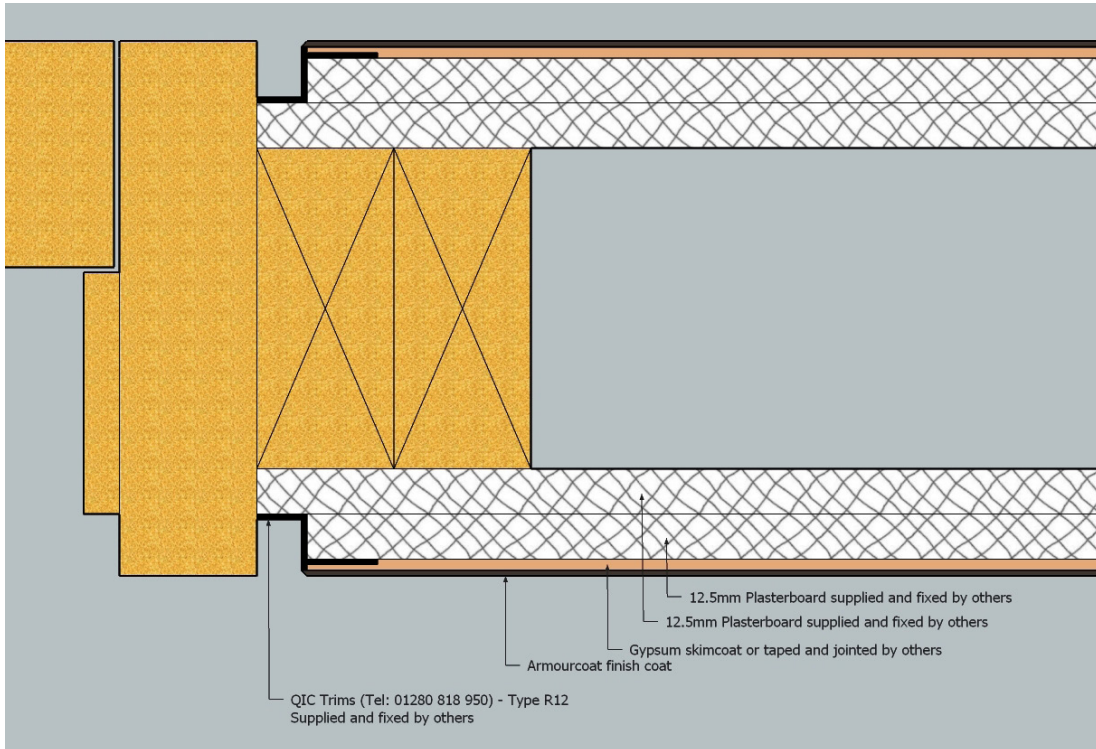 12.5mm Plasterboard supplied and fixed by others
12.5mm Plasterboard supplied and fixed by others
Gypsum skimcoat or taped and jointed by others
Armourcoat finish coat
QIC Trims (Tel: 01280 818 950) - Type R12
Supplied and fixed by others